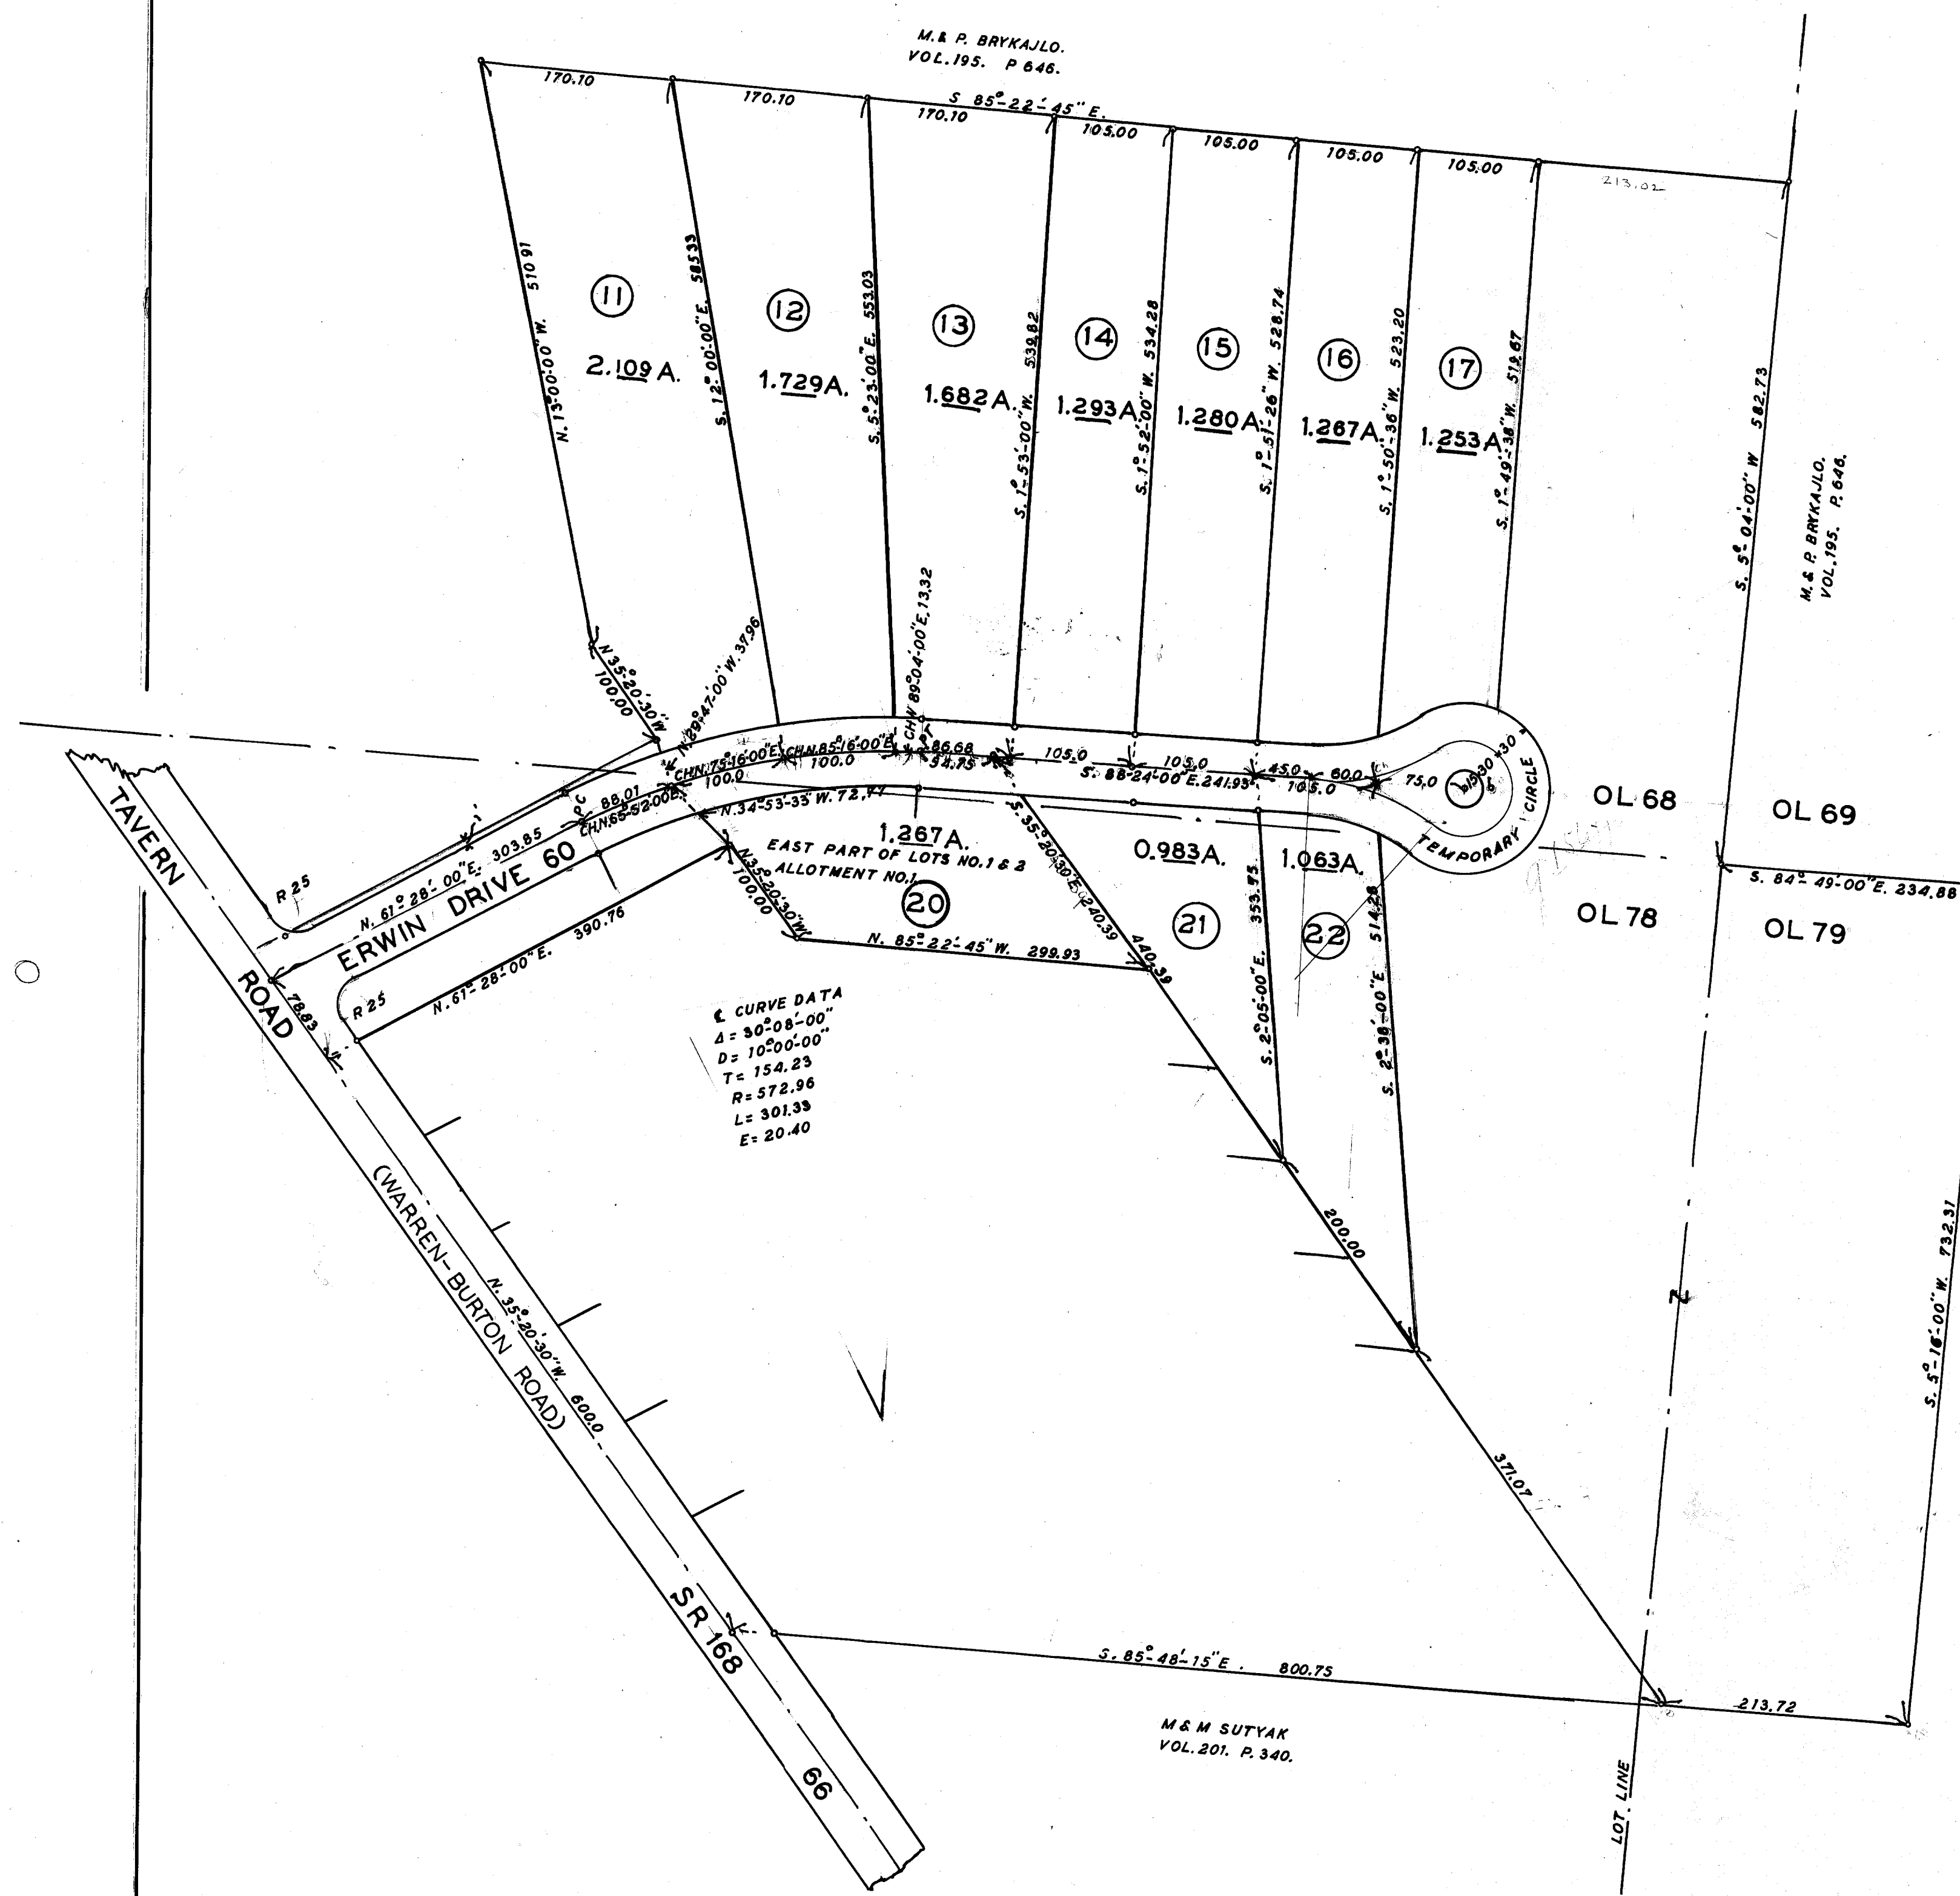 M. & P. BRYKAJLO.
VOL. 195. P 646.
S 85°-22'-45" E.
170.10
170.10
170.10
105.00
105.00
105.00
105.00
213.02
N. 13°00'-00" W. 510 91
S. 12°-00'-00" E. 585 33
S. 5°-23'-00" E. 553.03
S. 1°-53'-00" W. 539.82
S. 1°-52'-00" W. 534.28
S. 1°-51'-26" W. 528.74
S. 1°-50'-36" W. 523.20
S. 1°-49'-38" W. 519.67
S. 5°-04'-00" W 582.73
11
2.109 A.
12
1.729 A.
13
1.682 A.
14
1.293 A.
15
1.280 A.
16
1.267 A.
17
1.253 A.
M. & P. BRYKAJLO.
VOL. 195. P. 646.
N 35°-20'-30" W
100.00
N. 29°-47'-00" W. 37.96
CH. N. 89°-04'-00" E. 13.32
CH. N. 75°-16'-00" E.
100.0
CH. N. 85°-16'-00" E.
100.0
PT
86.68
54.75
105.0
105.0
S. 88°-24'-00" E. 241.93
45.0
60.0
105.0
75.0
TEMPORARY CIRCLE
30
OL 68
OL 69
OL 78
OL 79
S. 84°-49'-00" E. 234.88
TAVERN
ROAD
R 25
R 25
N. 61°-28'-00" E. 303.85
PC
88.01
CH. N. 65°-52'-00" E.
ERWIN DRIVE 60
N. 61°-28'-00" E. 390.76
78.83
N. 34°-53'-33" W. 72.77
N. 35°-20'-30" W.
100.00
1.267 A.
EAST PART OF LOTS NO. 1 & 2
ALLOTMENT NO. 1.
20
N. 85°-22'-45" W. 299.93
S. 35°-20'-30" E. 240.39
440.39
0.983 A.
21
1.063 A.
22
S. 2°-05'-00" E. 353.75
S. 2°-36'-00" E 514.28
℄ CURVE DATA
Δ = 30°-08'-00"
D = 10°-00'-00"
T = 154.23
R = 572.96
L = 301.33
E = 20.40
200.00
371.07
(WARREN-BURTON ROAD)
N. 35°-20'-30" W. 600.0
SR 168
66
S. 85°-48'-15" E. 800.75
213.72
S. 5°-16'-00" W. 732.31
M & M SUTYAK
VOL. 201. P. 340.
LOT LINE